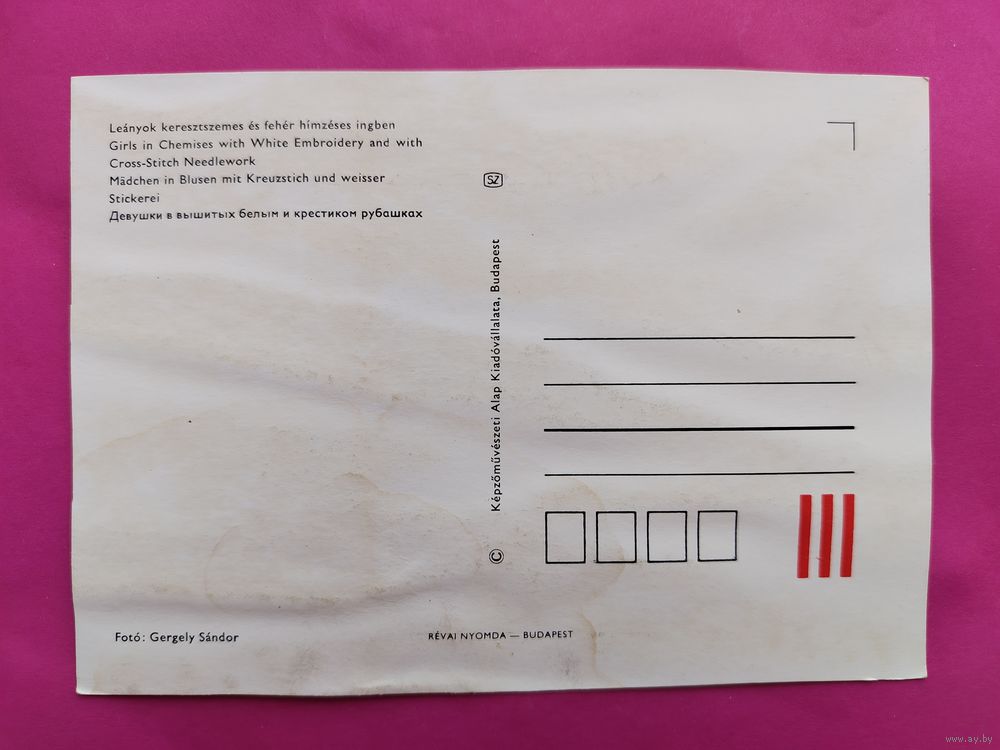 Leányok keresztszemes és fehér hímzéses ingben
Girls in Chemises with White Embroidery and with
Cross-Stitch Needlework
Mädchen in Blusen mit Kreuzstich und weisser
Stickerei
Девушки в вышитых белым и крестиком рубашках
SZ
© Képzőművészeti Alap Kiadóvállalata, Budapest
Fotó: Gergely Sándor
RÉVAI NYOMDA — BUDAPEST
www.ay.by